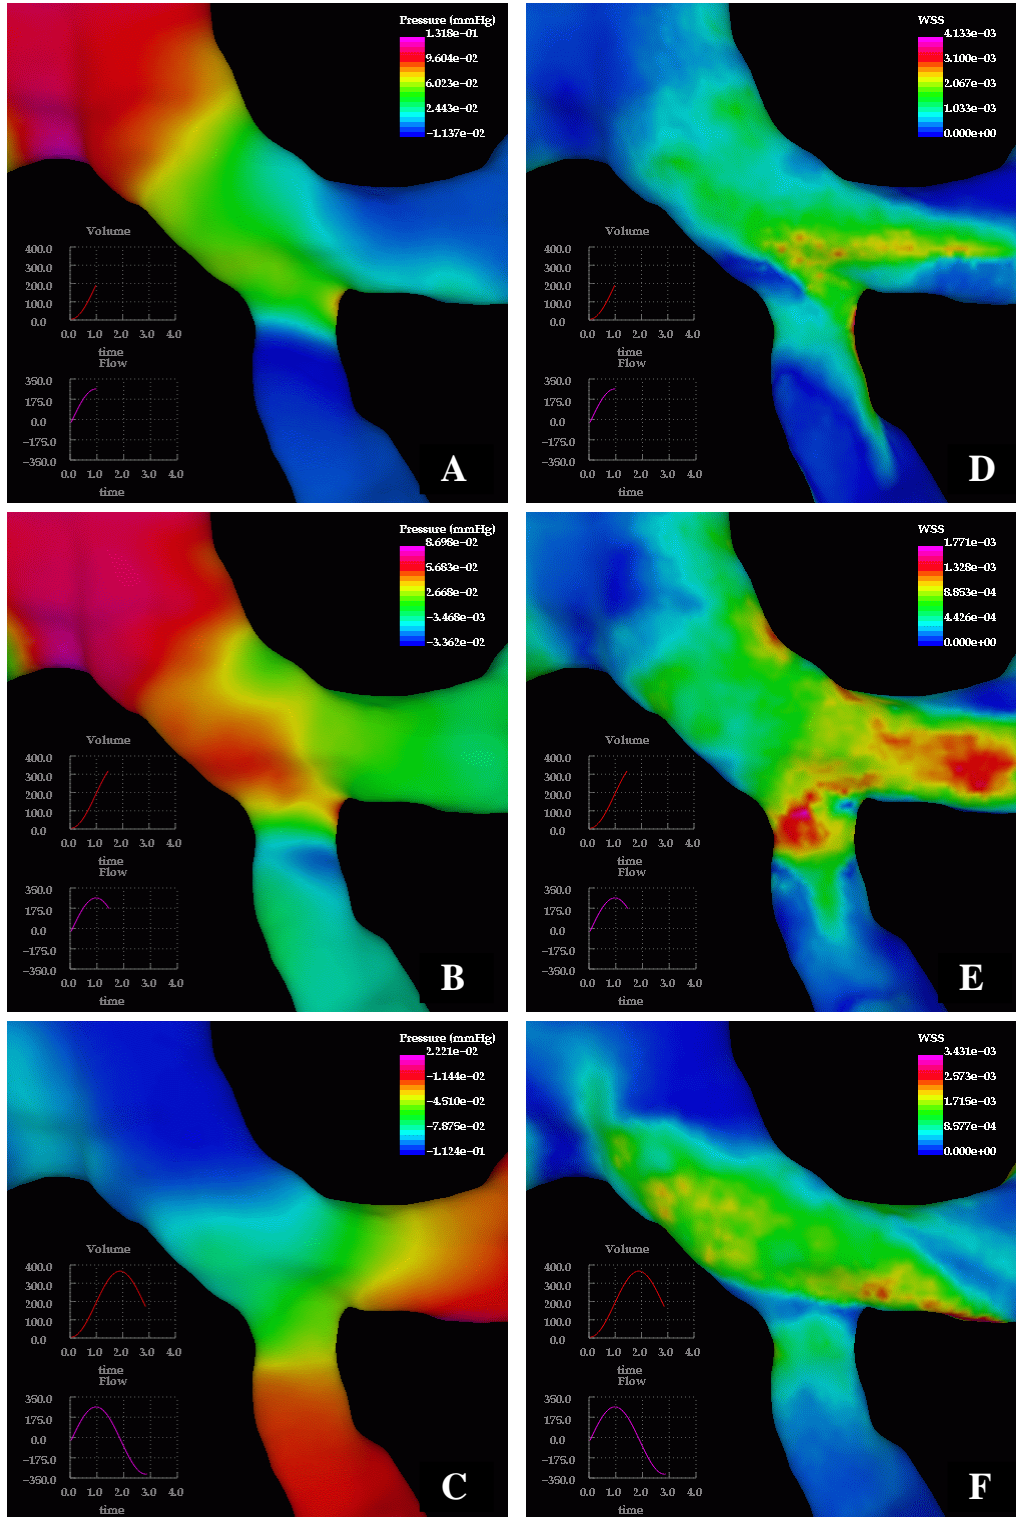 Pressure (mmHg)
1.318e-01
9.604e-02
6.023e-02
2.443e-02
-1.137e-02
Volume
400.0
300.0
200.0
100.0
0.0
0.0 1.0 2.0 3.0 4.0
time
Flow
350.0
175.0
0.0
-175.0
-350.0
0.0 1.0 2.0 3.0 4.0
time
A
WSS
4.133e-03
3.100e-03
2.067e-03
1.033e-03
0.000e+00
Volume
400.0
300.0
200.0
100.0
0.0
0.0 1.0 2.0 3.0 4.0
time
Flow
350.0
175.0
0.0
-175.0
-350.0
0.0 1.0 2.0 3.0 4.0
time
D
Pressure (mmHg)
8.698e-02
5.683e-02
2.668e-02
-3.468e-03
-3.362e-02
Volume
400.0
300.0
200.0
100.0
0.0
0.0 1.0 2.0 3.0 4.0
time
Flow
350.0
175.0
0.0
-175.0
-350.0
0.0 1.0 2.0 3.0 4.0
time
B
WSS
1.771e-03
1.328e-03
8.853e-04
4.426e-04
0.000e+00
Volume
400.0
300.0
200.0
100.0
0.0
0.0 1.0 2.0 3.0 4.0
time
Flow
350.0
175.0
0.0
-175.0
-350.0
0.0 1.0 2.0 3.0 4.0
time
E
Pressure (mmHg)
2.221e-02
-1.144e-02
-4.510e-02
-7.875e-02
-1.124e-01
Volume
400.0
300.0
200.0
100.0
0.0
0.0 1.0 2.0 3.0 4.0
time
Flow
350.0
175.0
0.0
-175.0
-350.0
0.0 1.0 2.0 3.0 4.0
time
C
WSS
3.431e-03
2.573e-03
1.715e-03
8.577e-04
0.000e+00
Volume
400.0
300.0
200.0
100.0
0.0
0.0 1.0 2.0 3.0 4.0
time
Flow
350.0
175.0
0.0
-175.0
-350.0
0.0 1.0 2.0 3.0 4.0
time
F